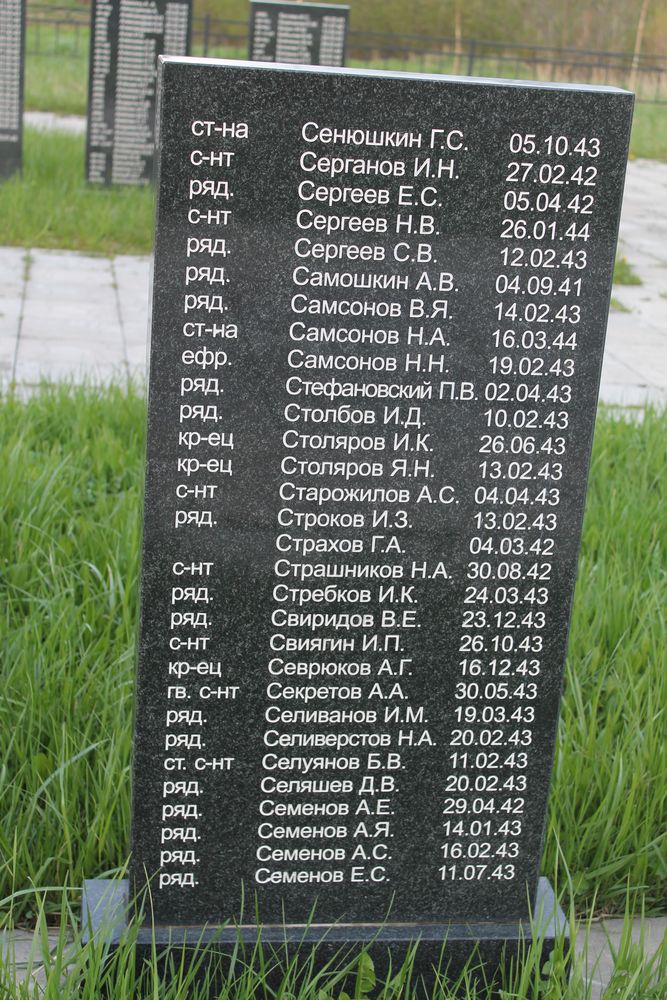 ст-на Сенюшкин Г.С. 05.10.43
с-нт Серганов И.Н. 27.02.42
ряд. Сергеев Е.С. 05.04.42
с-нт Сергеев Н.В. 26.01.44
ряд. Сергеев С.В. 12.02.43
ряд. Самошкин А.В. 04.09.41
ряд. Самсонов В.Я. 14.02.43
ст-на Самсонов Н.А. 16.03.44
ефр. Самсонов Н.Н. 19.02.43
ряд. Стефановский П.В. 02.04.43
ряд. Столбов И.Д. 10.02.43
кр-ец Столяров И.К. 26.06.43
кр-ец Столяров Я.Н. 13.02.43
с-нт Старожилов А.С. 04.04.43
ряд. Строков И.З. 13.02.43
Страхов Г.А. 04.03.42
с-нт Страшников Н.А. 30.08.42
ряд. Стребков И.К. 24.03.43
ряд. Свиридов В.Е. 23.12.43
с-нт Свиягин И.П. 26.10.43
кр-ец Севрюков А.Г. 16.12.43
гв. с-нт Секретов А.А. 30.05.43
ряд. Селиванов И.М. 19.03.43
ряд. Селиверстов Н.А. 20.02.43
ст. с-нт Селуянов Б.В. 11.02.43
ряд. Селяшев Д.В. 20.02.43
ряд. Семенов А.Е. 29.04.42
ряд. Семенов А.Я. 14.01.43
ряд. Семенов А.С. 16.02.43
ряд. Семенов Е.С. 11.07.43